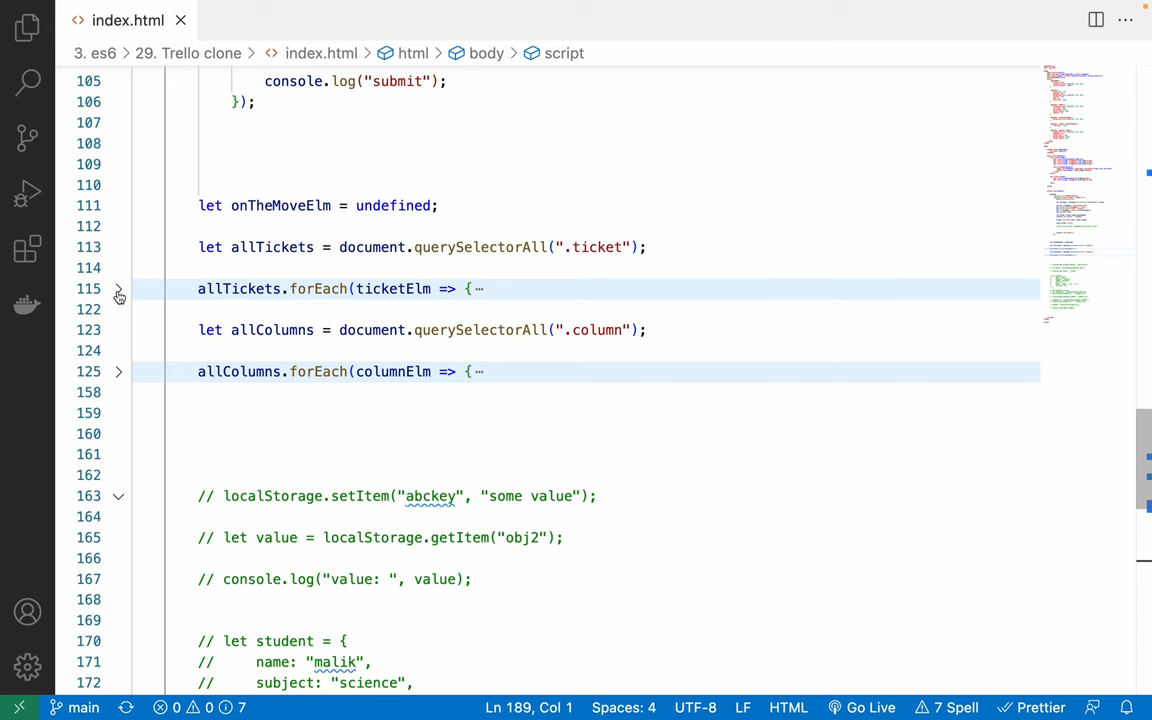 <> index.html ×
3. es6 > 29. Trello clone > <> index.html > html > body > script
105 console.log("submit");
106 });
107
108
109
110
111 let onTheMoveElm = undefined;
112
113 let allTickets = document.querySelectorAll(".ticket");
114
115 allTickets.forEach(ticketElm => { ⋯
122
123 let allColumns = document.querySelectorAll(".column");
124
125 allColumns.forEach(columnElm => { ⋯
158
159
160
161
162
163 // localStorage.setItem("abckey", "some value");
164
165 // let value = localStorage.getItem("obj2");
166
167 // console.log("value: ", value);
168
169
170 // let student = {
171 // name: "malik",
172 // subject: "science",
main 0 0 7 Ln 189, Col 1 Spaces: 4 UTF-8 LF HTML Go Live 7 Spell Prettier